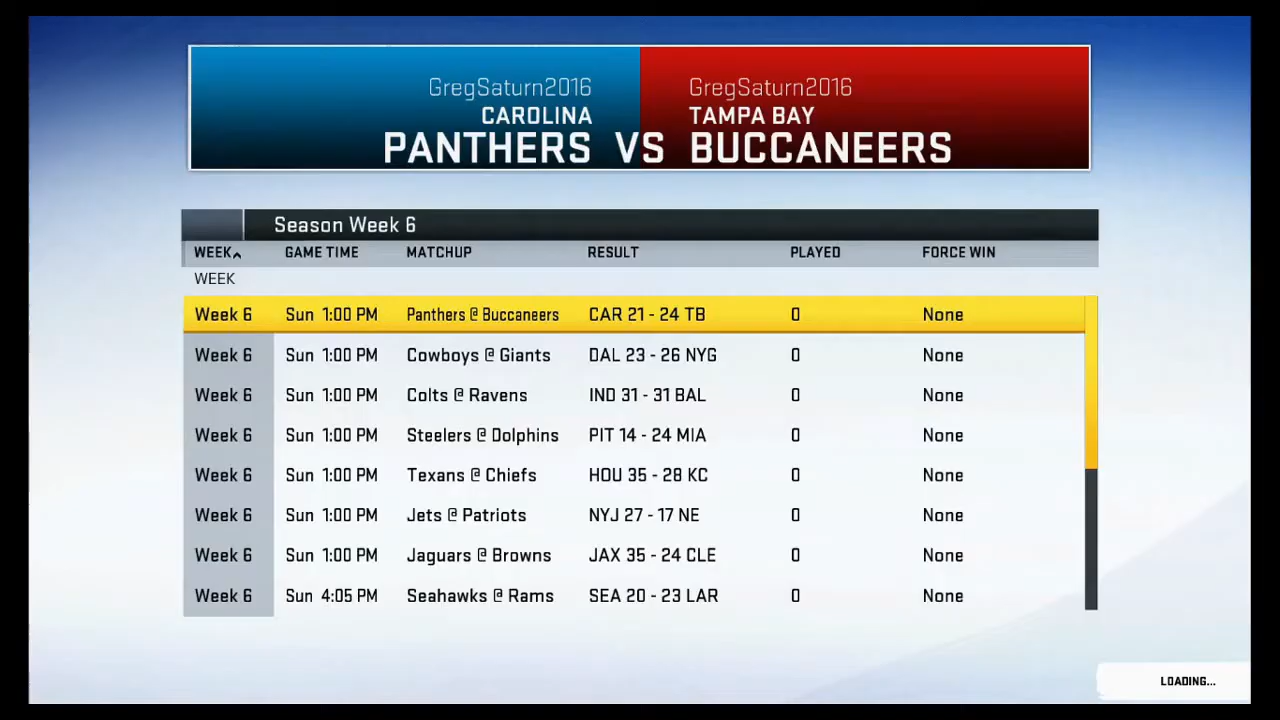 GregSaturn2016 GregSaturn2016
CAROLINA TAMPA BAY
PANTHERS VS BUCCANEERS
Season Week 6
WEEK GAME TIME MATCHUP RESULT PLAYED FORCE WIN
WEEK
Week 6 Sun 1:00 PM Panthers @ Buccaneers CAR 21 - 24 TB 0 None
Week 6 Sun 1:00 PM Cowboys @ Giants DAL 23 - 26 NYG 0 None
Week 6 Sun 1:00 PM Colts @ Ravens IND 31 - 31 BAL 0 None
Week 6 Sun 1:00 PM Steelers @ Dolphins PIT 14 - 24 MIA 0 None
Week 6 Sun 1:00 PM Texans @ Chiefs HOU 35 - 28 KC 0 None
Week 6 Sun 1:00 PM Jets @ Patriots NYJ 27 - 17 NE 0 None
Week 6 Sun 1:00 PM Jaguars @ Browns JAX 35 - 24 CLE 0 None
Week 6 Sun 4:05 PM Seahawks @ Rams SEA 20 - 23 LAR 0 None
LOADING...